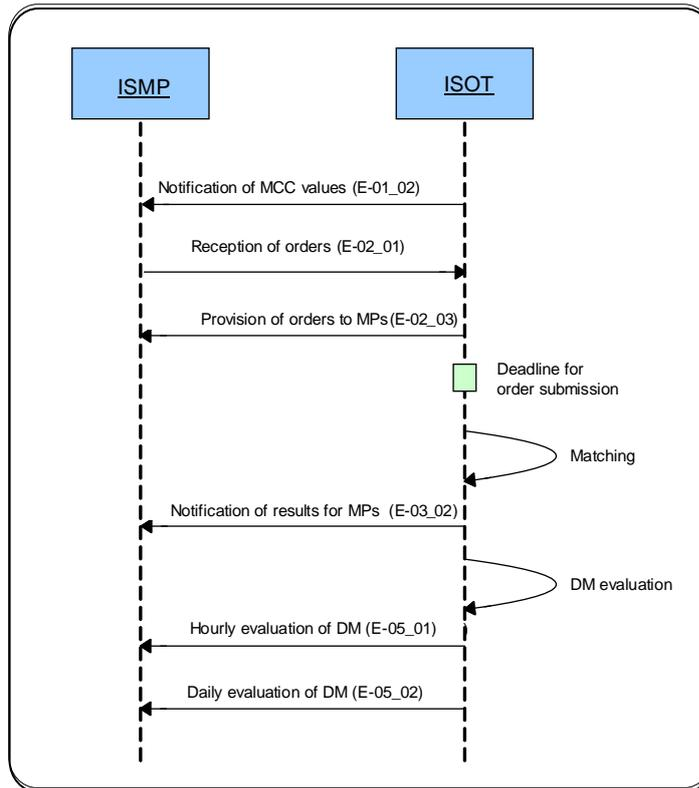 ISMP
ISOT
Notification of MCC values (E-01_02)
Reception of orders (E-02_01)
Provision of orders to MPs(E-02_03)
Deadline for
order submission
Matching
Notification of results for MPs (E-03_02)
DM evaluation
Hourly evaluation of DM (E-05_01)
Daily evaluation of DM (E-05_02)